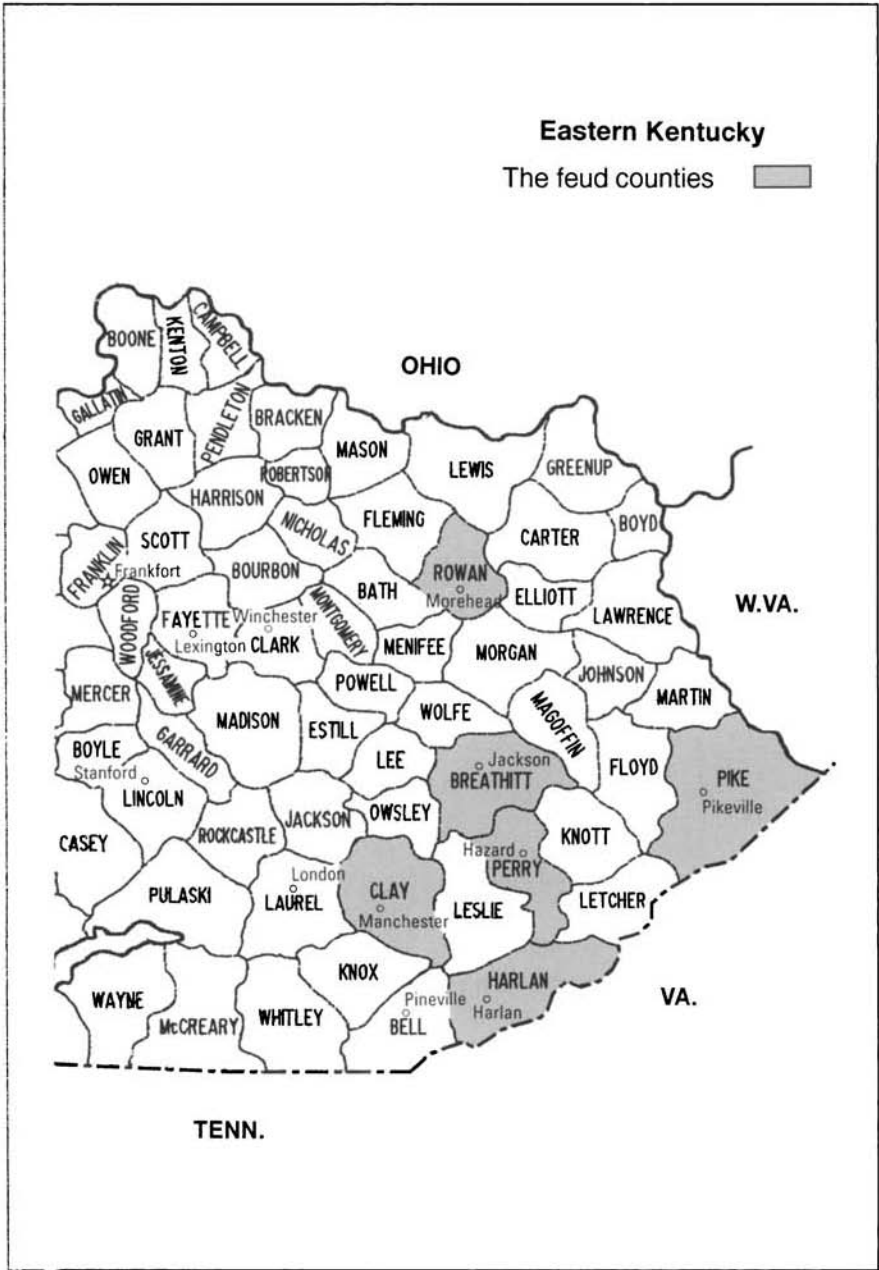 Eastern Kentucky
The feud counties
BOONE
KENTON
CAMPBELL
OHIO
GALLATIN
GRANT
PENDLETON
BRACKEN
MASON
LEWIS
GREENUP
OWEN
ROBERTSON
HARRISON
NICHOLAS
FLEMING
CARTER
BOYD
FRANKLIN
Frankfort
SCOTT
BOURBON
BATH
ROWAN
Morehead
ELLIOTT
LAWRENCE
W.VA.
WOODFORD
FAYETTE
Lexington
Winchester
CLARK
MONTGOMERY
MENIFEE
MORGAN
JOHNSON
MARTIN
MERCER
JESSAMINE
MADISON
ESTILL
POWELL
WOLFE
MAGOFFIN
FLOYD
PIKE
Pikeville
BOYLE
Stanford
LINCOLN
GARRARD
LEE
Jackson
BREATHITT
CASEY
ROCKCASTLE
JACKSON
OWSLEY
Hazard
PERRY
KNOTT
PULASKI
London
LAUREL
CLAY
Manchester
LESLIE
LETCHER
WAYNE
McCREARY
WHITLEY
KNOX
Pineville
BELL
HARLAN
Harlan
VA.
TENN.